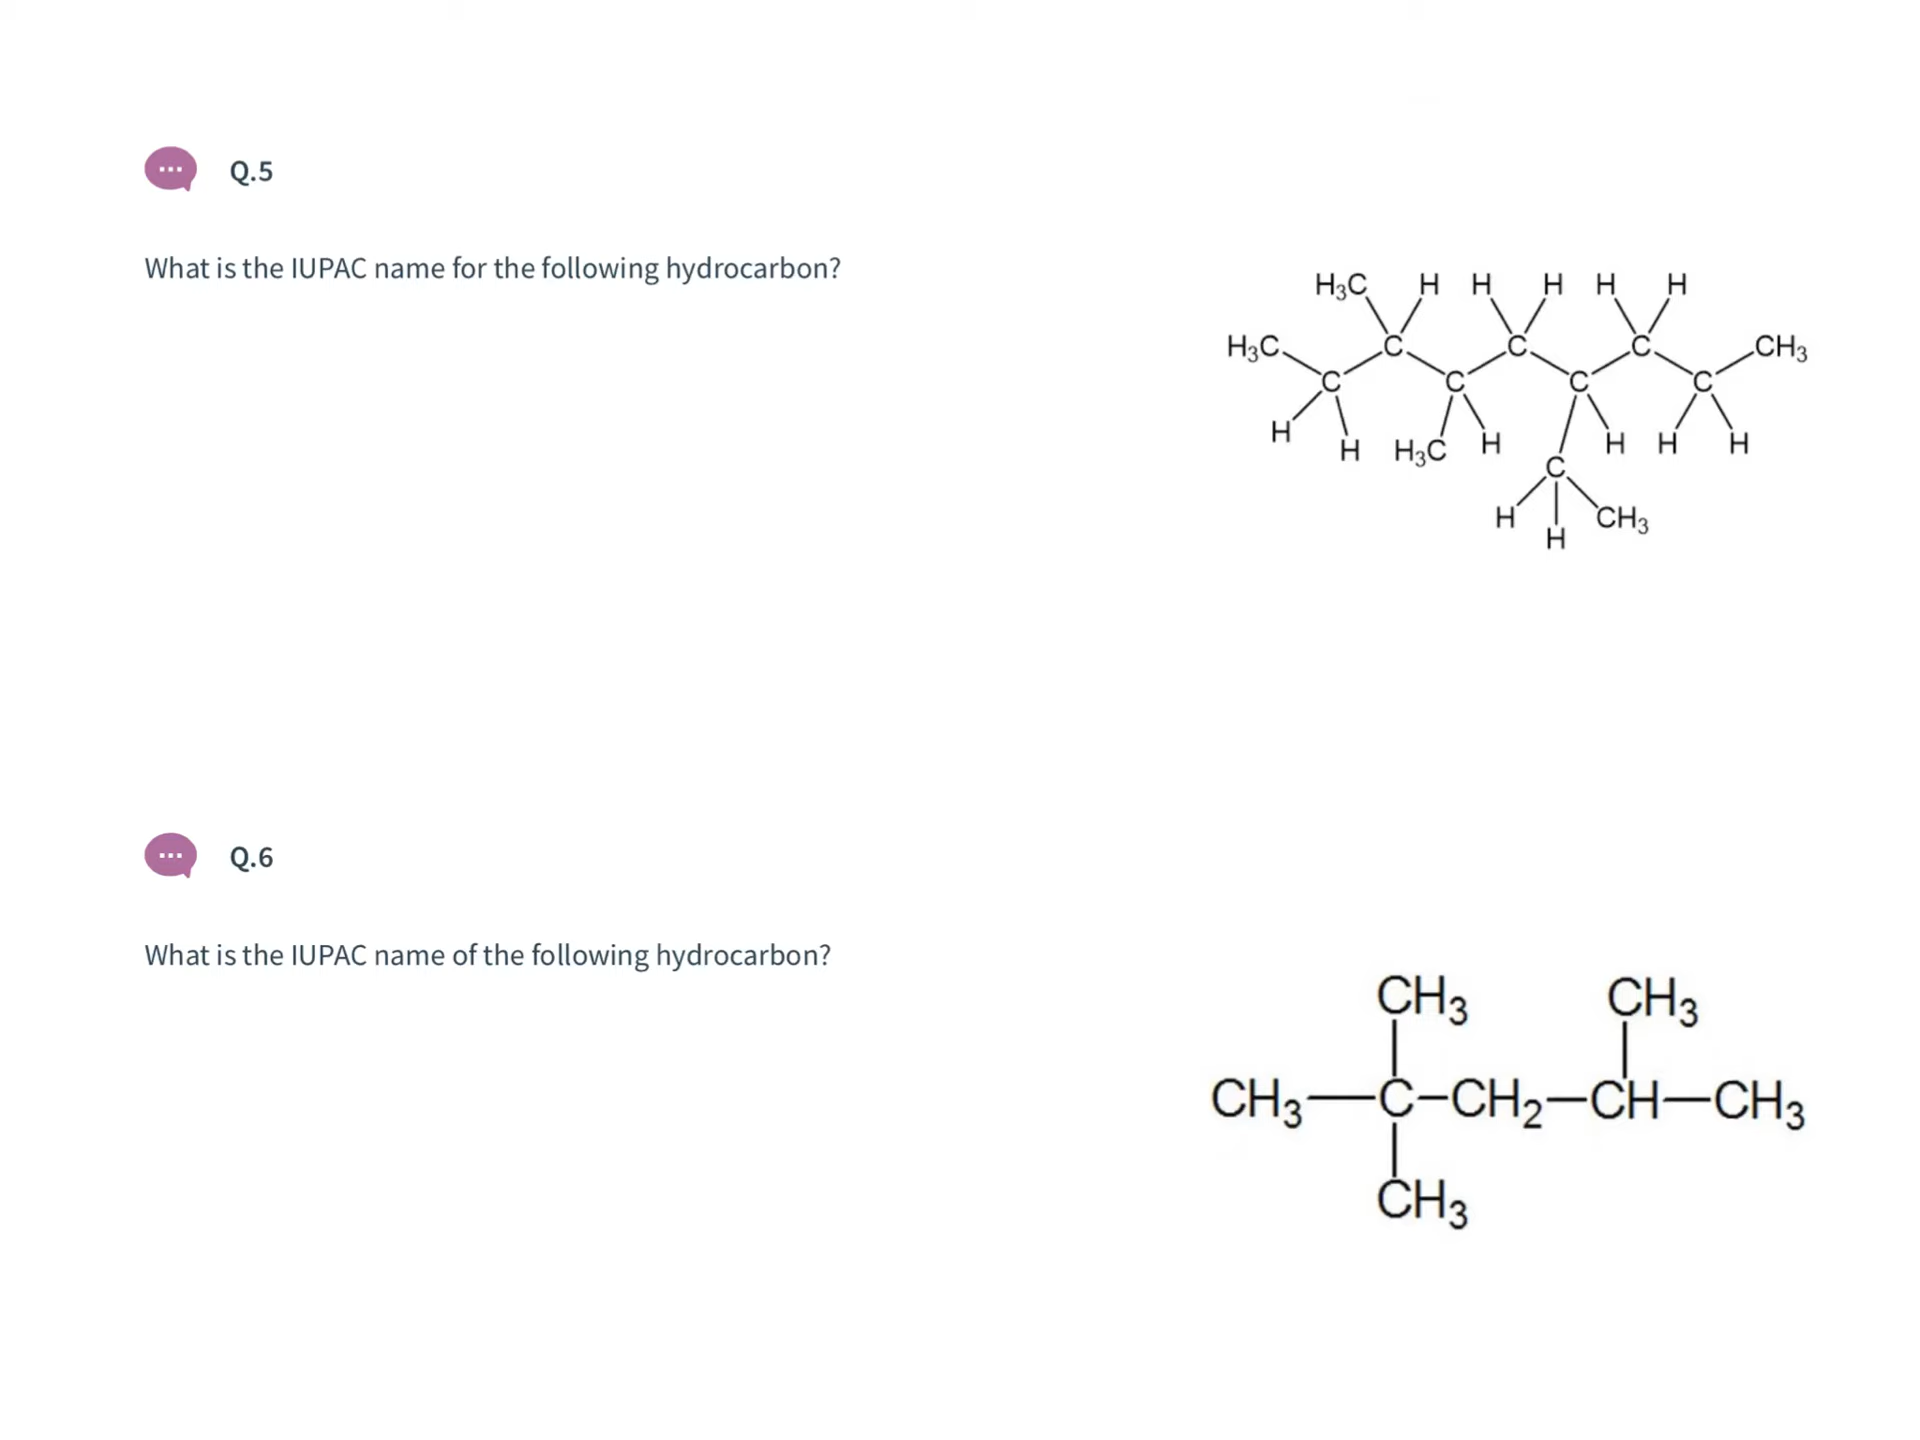 Q.5
What is the IUPAC name for the following hydrocarbon?
H₃C H H H H H
H₃C C C C CH₃
C C C C
H H H₃C H H H H
C
H H CH₃
Q.6
What is the IUPAC name of the following hydrocarbon?
CH₃ CH₃
CH₃—C—CH₂—CH—CH₃
CH₃